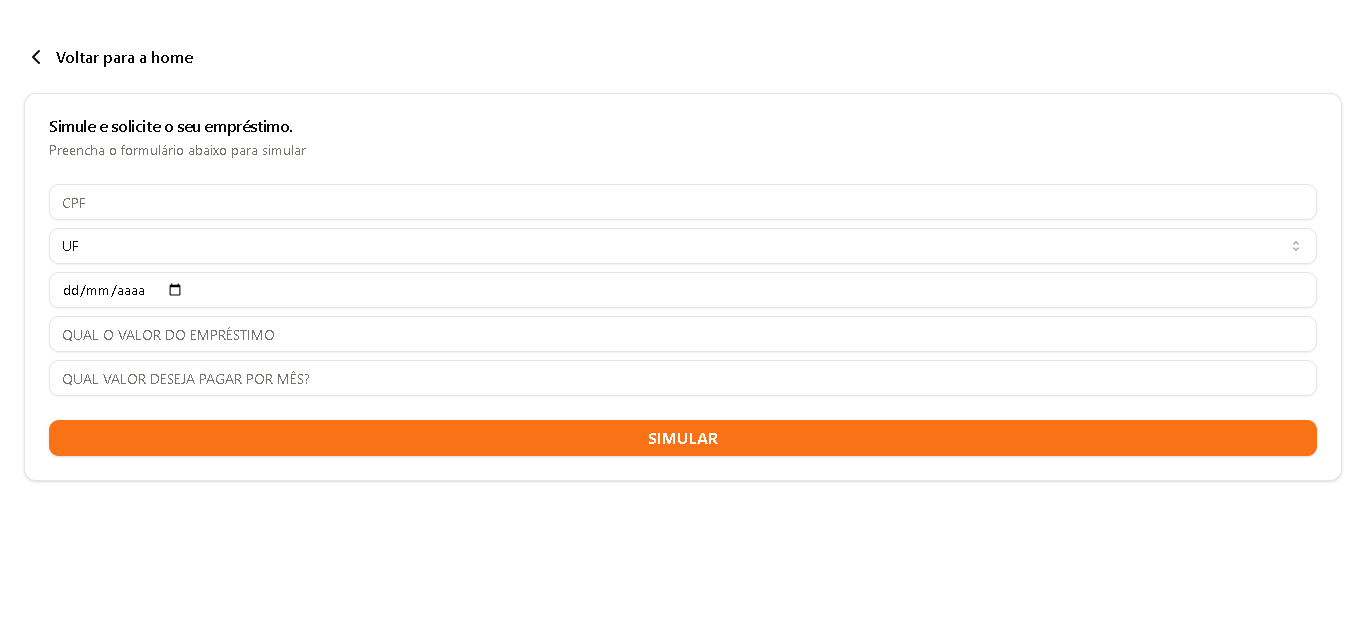 Voltar para a home
Simule e solicite o seu empréstimo.
Preencha o formulário abaixo para simular
CPF
UF
dd/mm/aaaa
QUAL O VALOR DO EMPRÉSTIMO
QUAL VALOR DESEJA PAGAR POR MÊS?
SIMULAR